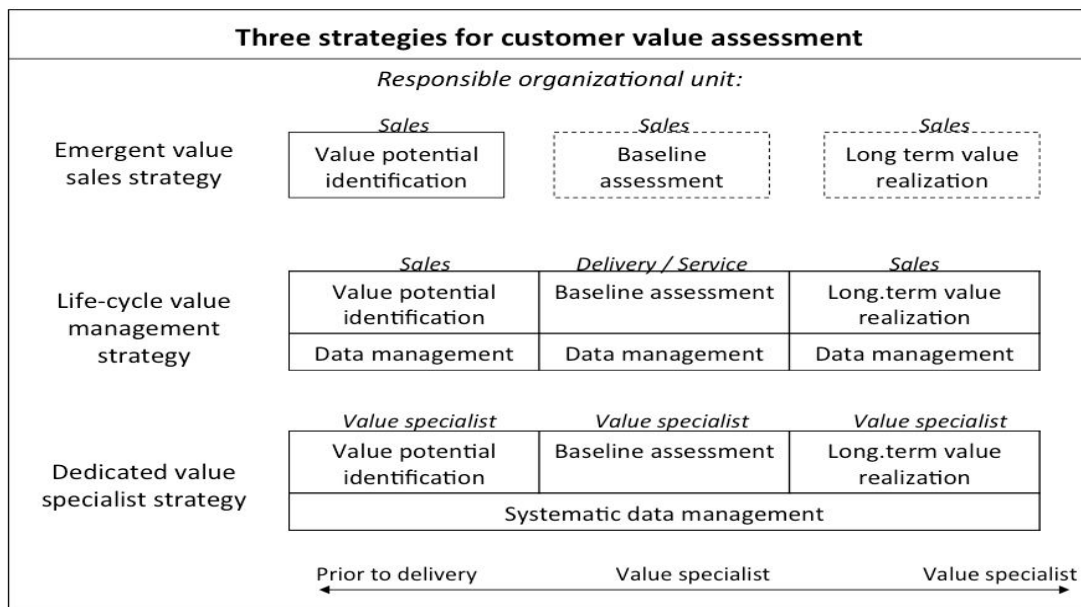 Three strategies for customer value assessment
Responsible organizational unit:
Emergent value
sales strategy
Sales
Value potential
identification
Sales
Baseline
assessment
Sales
Long term value
realization
Life-cycle value
management
strategy
Sales
Value potential
identification
Data management
Delivery / Service
Baseline assessment
Data management
Sales
Long.term value
realization
Data management
Dedicated value
specialist strategy
Value specialist
Value potential
identification
Value specialist
Baseline assessment
Value specialist
Long.term value
realization
Systematic data management
Prior to delivery
Value specialist
Value specialist